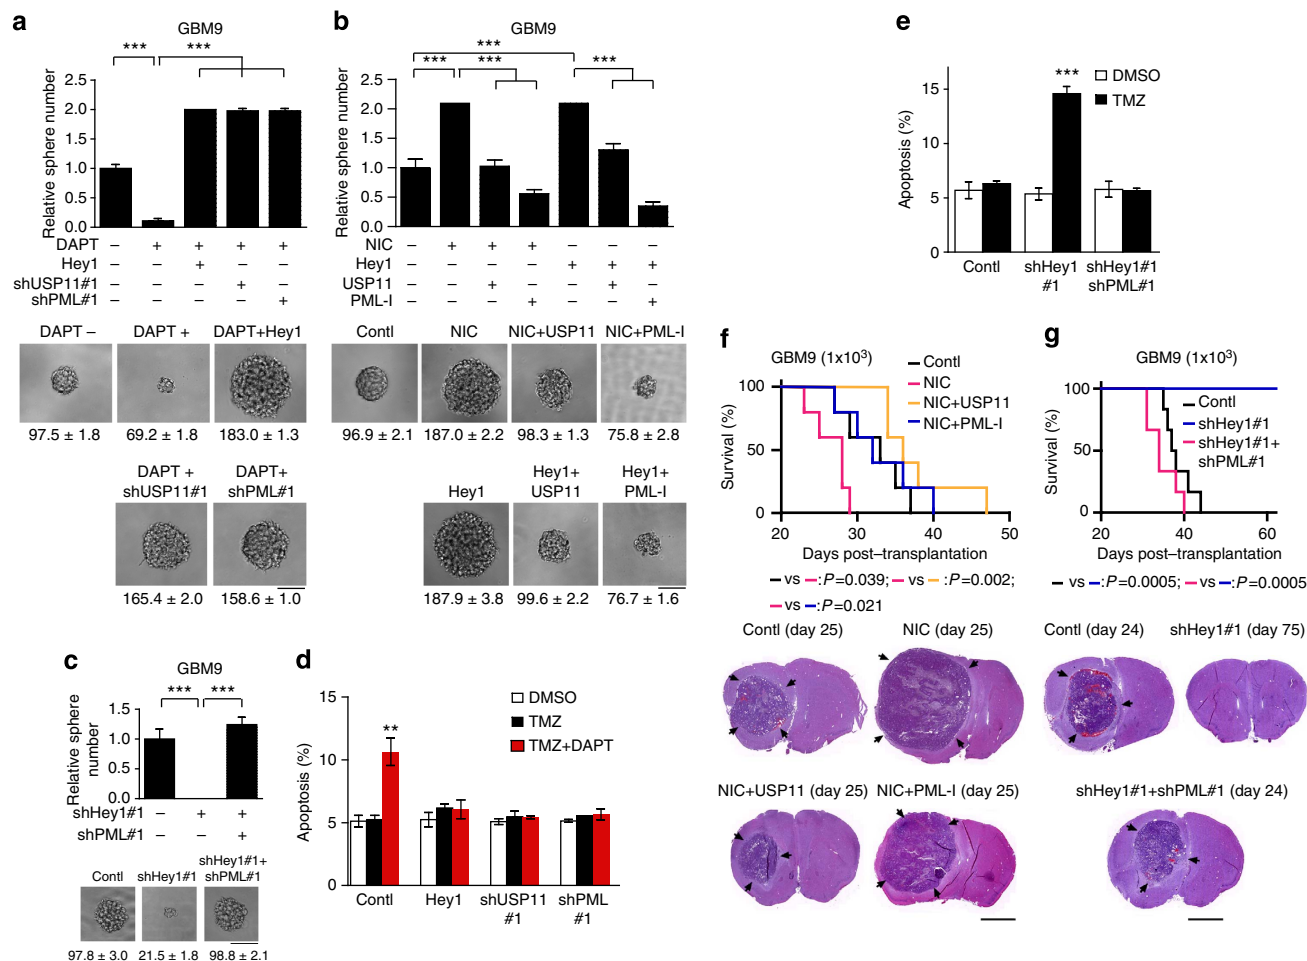 a
GBM9
*** ***
Relative sphere number
2.5
2.0
1.5
1.0
0.5
0.0
DAPT – + + + +
Hey1 – – + – –
shUSP11#1 – – – + –
shPML#1 – – – – +
DAPT – DAPT + DAPT+Hey1
97.5 ± 1.8 69.2 ± 1.8 183.0 ± 1.3
DAPT + shUSP11#1
DAPT+ shPML#1
165.4 ± 2.0 158.6 ± 1.0
b
GBM9
***
*** *** ***
Relative sphere number
2.5
2.0
1.5
1.0
0.5
0.0
NIC – + + + – – –
Hey1 – – – – + + +
USP11 – – + – – + –
PML-I – – – + – – +
Contl NIC NIC+USP11 NIC+PML-I
96.9 ± 2.1 187.0 ± 2.2 98.3 ± 1.3 75.8 ± 2.8
Hey1
Hey1+ USP11
Hey1+ PML-I
187.9 ± 3.8 99.6 ± 2.2 76.7 ± 1.6
c
GBM9
*** ***
Relative sphere number
1.5
1.0
0.5
0.0
shHey1#1 – + +
shPML#1 – – +
Contl shHey1#1
shHey1#1+ shPML#1
97.8 ± 3.0 21.5 ± 1.8 98.8 ± 2.1
d
Apoptosis (%)
15
10
5
0
DMSO
TMZ
TMZ+DAPT
**
Contl Hey1 shUSP11 #1 shPML #1
e
Apoptosis (%)
15
10
5
0
DMSO
TMZ
***
Contl shHey1 #1 shHey1#1 shPML#1
f
GBM9 (1x10³)
Contl
NIC
NIC+USP11
NIC+PML-I
Survival (%)
100
50
0
20 30 40 50
Days post–transplantation
vs :P=0.039; vs :P=0.002;
vs :P=0.021
Contl (day 25) NIC (day 25)
NIC+USP11 (day 25) NIC+PML-I (day 25)
g
GBM9 (1x10³)
Contl
shHey1#1
shHey1#1+
shPML#1
Survival (%)
100
50
0
20 40 60
Days post–transplantation
vs :P=0.0005; vs :P=0.0005
Contl (day 24) shHey1#1 (day 75)
shHey1#1+shPML#1 (day 24)